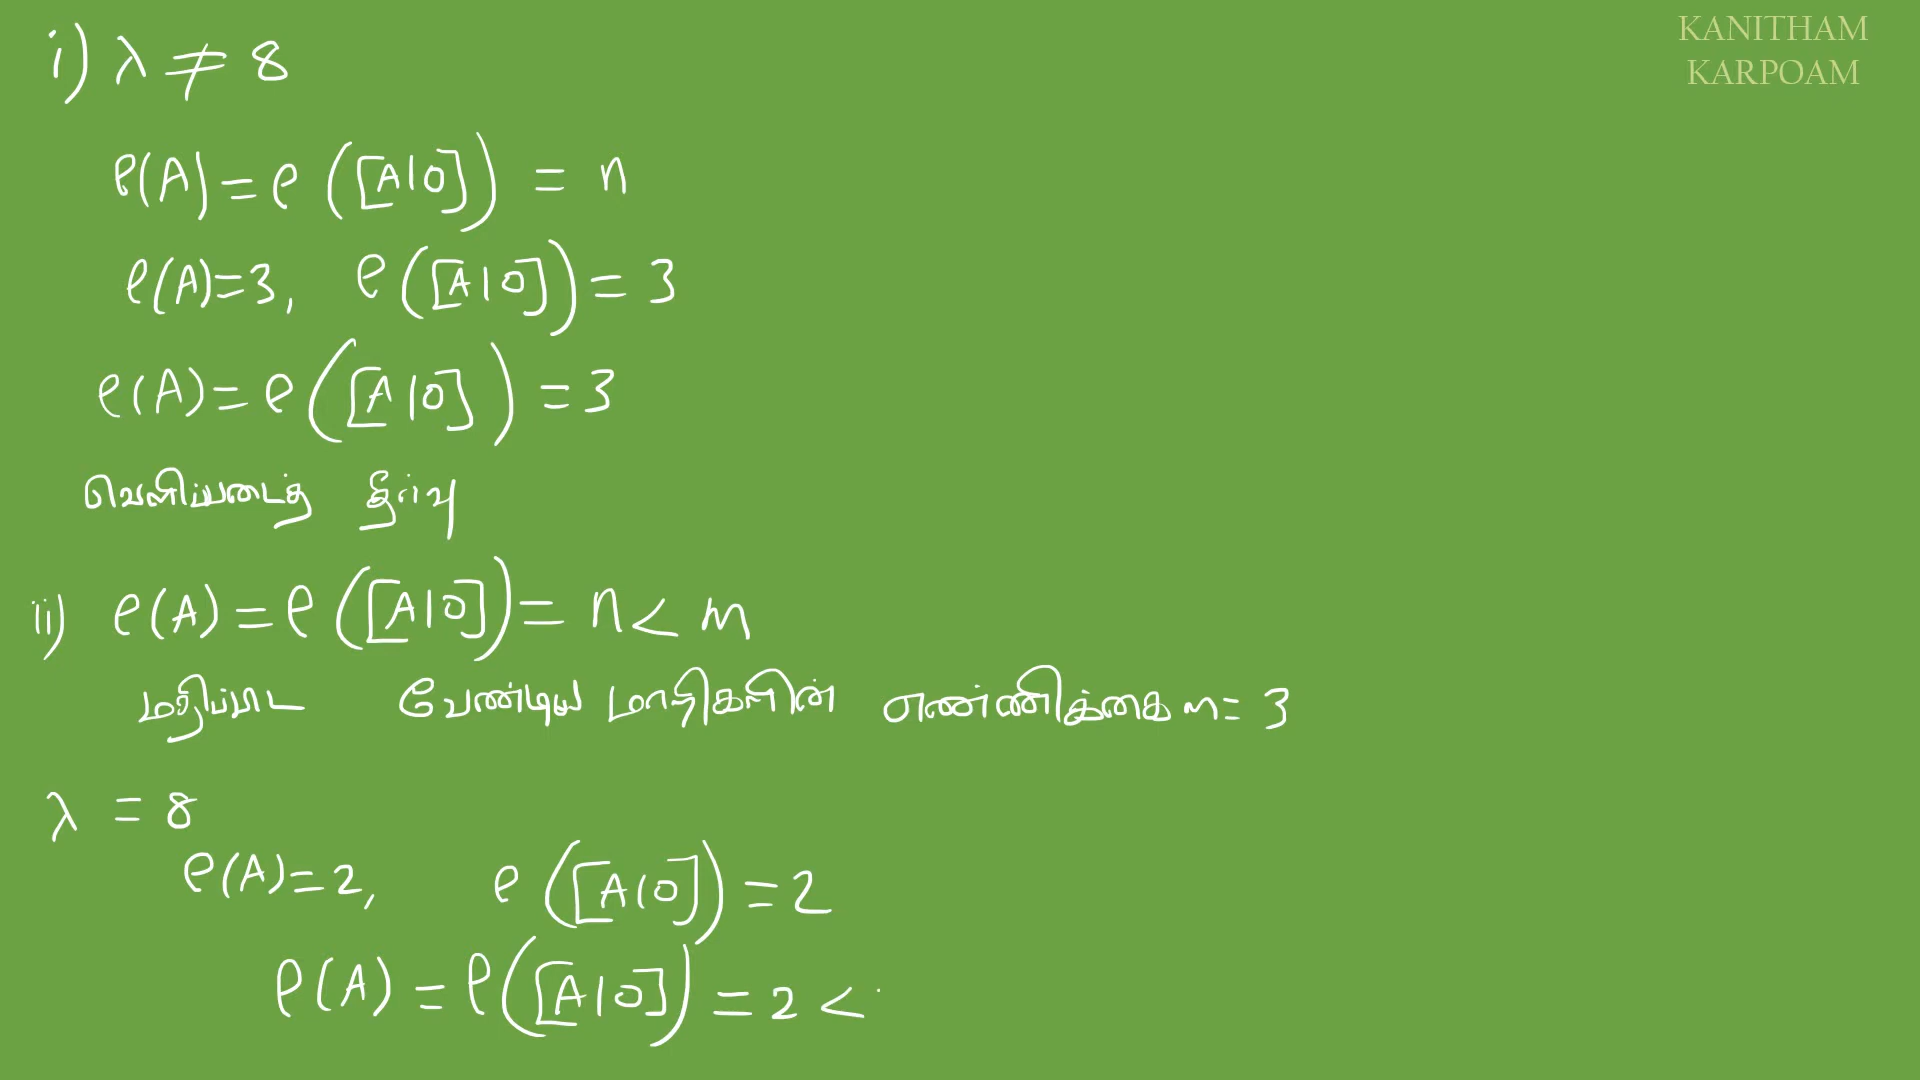 KANITHAM
KARPOAM
i) λ ≠ 8
ρ(A) = ρ([A|0]) = n
ρ(A)=3, ρ([A|0]) = 3
ρ(A) = ρ([A|0]) = 3
வெளிப்படைத் தீர்வு
ii) ρ(A) = ρ([A|0]) = n < m
மதிப்பிட வேண்டிய மாறிகளின் எண்ணிக்கை m = 3
λ = 8
ρ(A)=2, ρ([A|0]) = 2
ρ(A) = ρ([A|0]) = 2 <